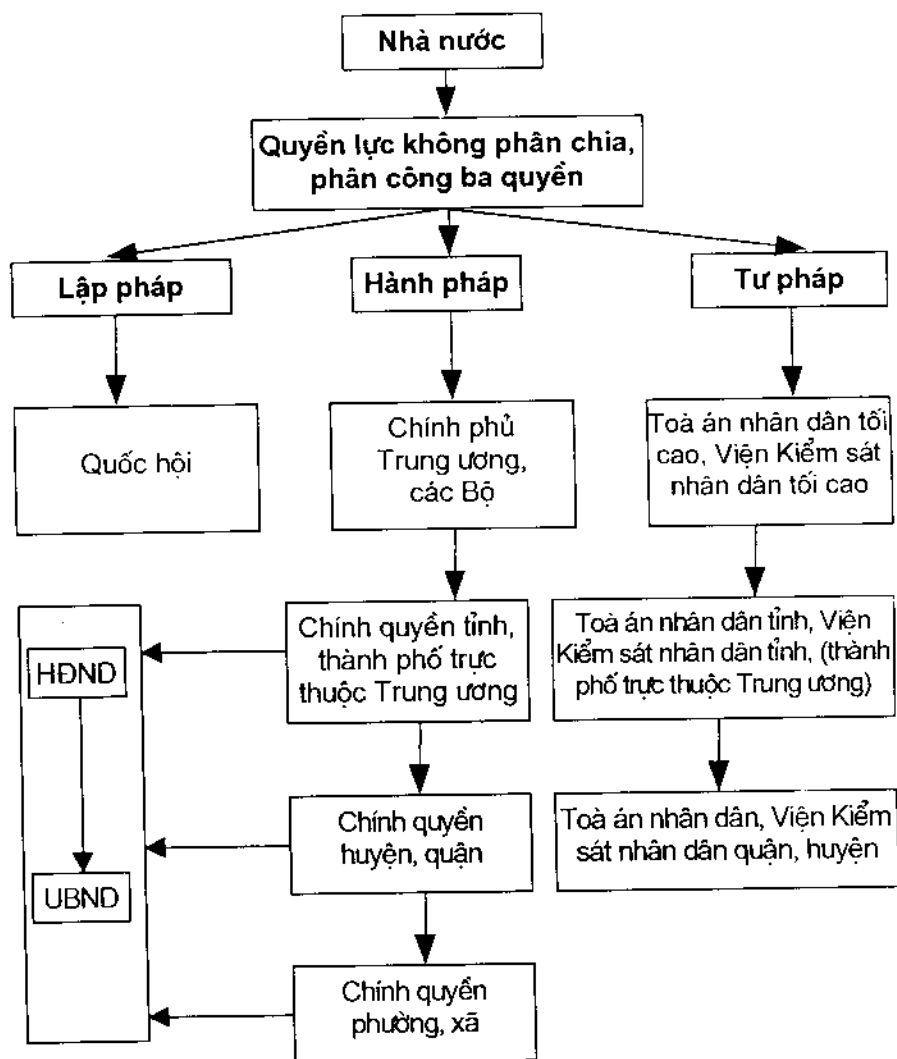 Nhà nước
Quyền lực không phân chia,
phân công ba quyền
Lập pháp
Hành pháp
Tư pháp
Quốc hội
Chính phủ
Trung ương,
các Bộ
Toà án nhân dân tối
cao, Viện Kiểm sát
nhân dân tối cao
HĐND
UBND
Chính quyền tỉnh,
thành phố trực
thuộc Trung ương
Toà án nhân dân tỉnh, Viện
Kiểm sát nhân dân tỉnh, (thành
phố trực thuộc Trung ương)
Chính quyền
huyện, quận
Toà án nhân dân, Viện Kiểm
sát nhân dân quận, huyện
Chính quyền
phường, xã